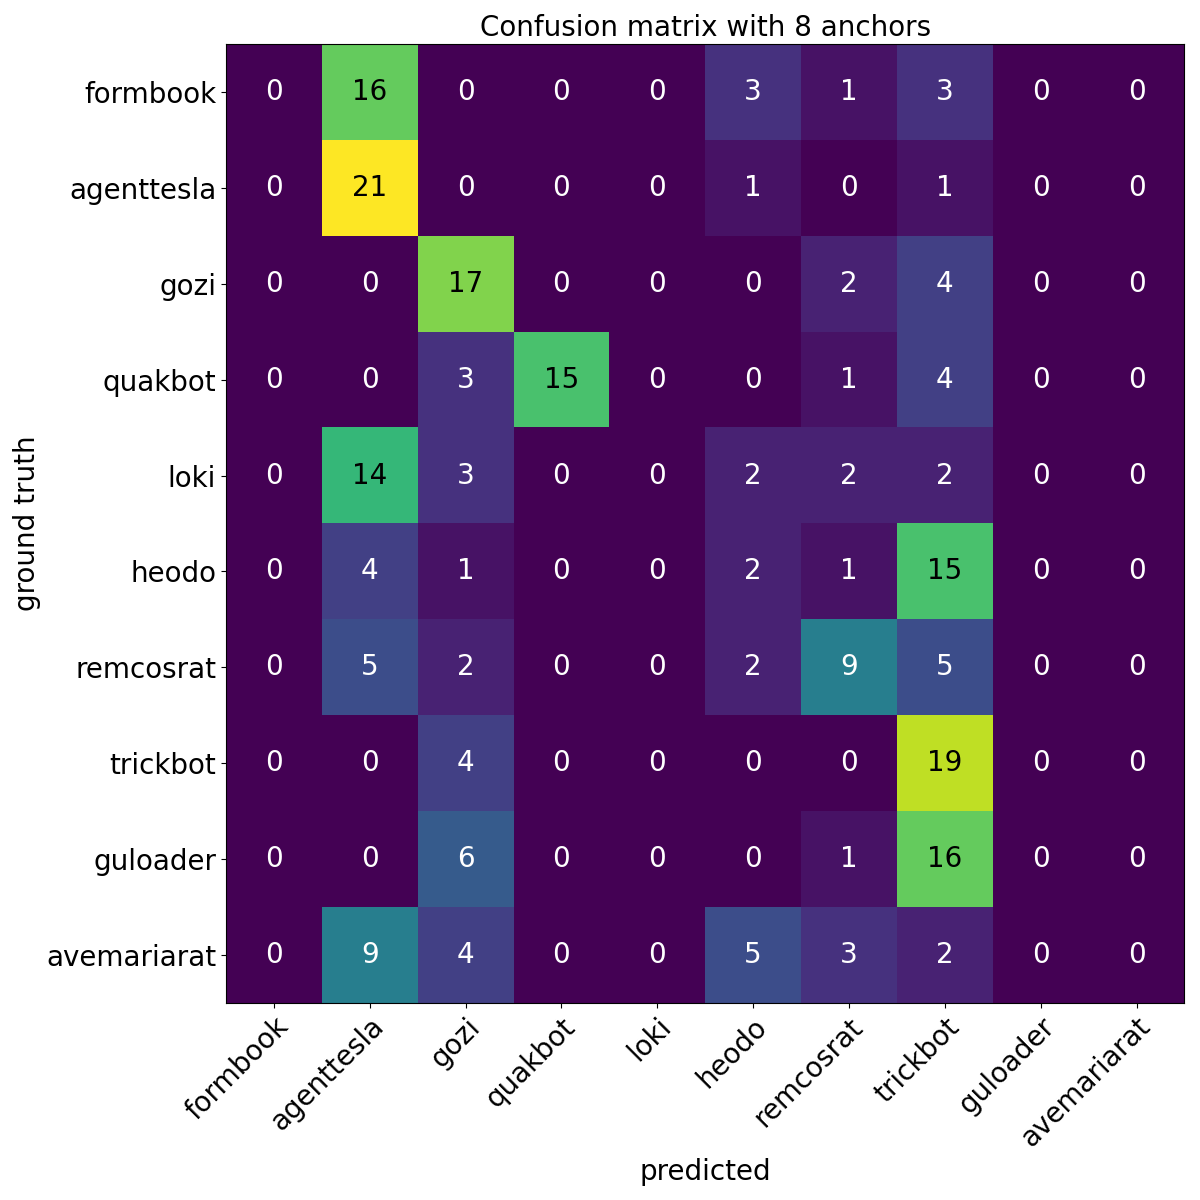 Confusion matrix with 8 anchors
formbook 0 16 0 0 0 3 1 3 0 0
agenttesla 0 21 0 0 0 1 0 1 0 0
gozi 0 0 17 0 0 0 2 4 0 0
quakbot 0 0 3 15 0 0 1 4 0 0
loki 0 14 3 0 0 2 2 2 0 0
heodo 0 4 1 0 0 2 1 15 0 0
remcosrat 0 5 2 0 0 2 9 5 0 0
trickbot 0 0 4 0 0 0 0 19 0 0
guloader 0 0 6 0 0 0 1 16 0 0
avemariarat 0 9 4 0 0 5 3 2 0 0
ground truth
formbook agenttesla gozi quakbot loki heodo remcosrat trickbot guloader avemariarat
predicted